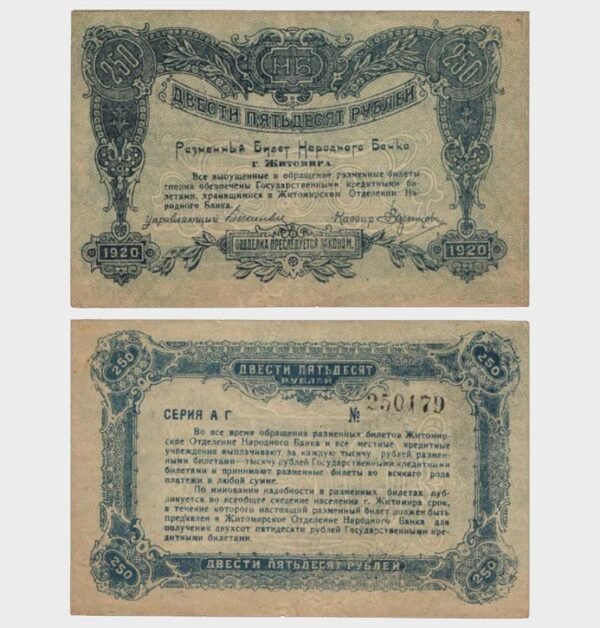 250 НБ 250
ДВЕСТИ ПЯТЬДЕСЯТ РУБЛЕЙ
Разменный Билет Народного Банка
г. Житомира.
Все выпущенные в обращение разменные билеты
сполна обеспечены Государственными кредитными би-
летами, хранящимися в Житомирском Отделении На-
родного Банка.
Управляющий Кассир
1920 ПОДДЕЛКА ПРЕСЛЕДУЕТСЯ ЗАКОНОМ. 1920
250 ДВЕСТИ ПЯТЬДЕСЯТ 250
РУБЛЕЙ
СЕРИЯ А Г № 250179
Во все время обращения разменных билетов Житомир-
ское Отделение Народного Банка и все местные кредитные
учреждения выплачивают за каждую тысячу рублей размен-
ными билетами—тысячу рублей Государственными кредитными
билетами и принимают разменные билеты во всякого рода
платежи в любой сумме.
По миновании надобности в разменных билетах пуб-
ликуется во всеобщее сведение населения г. Житомира срок,
в течение которого настоящий разменный билет должен быть
предъявлен в Житомирское Отделение Народного Банка для
получения двухсот пятидесяти рублей Государственными кре-
дитными билетами.
250 ДВЕСТИ ПЯТЬДЕСЯТ РУБЛЕЙ 250